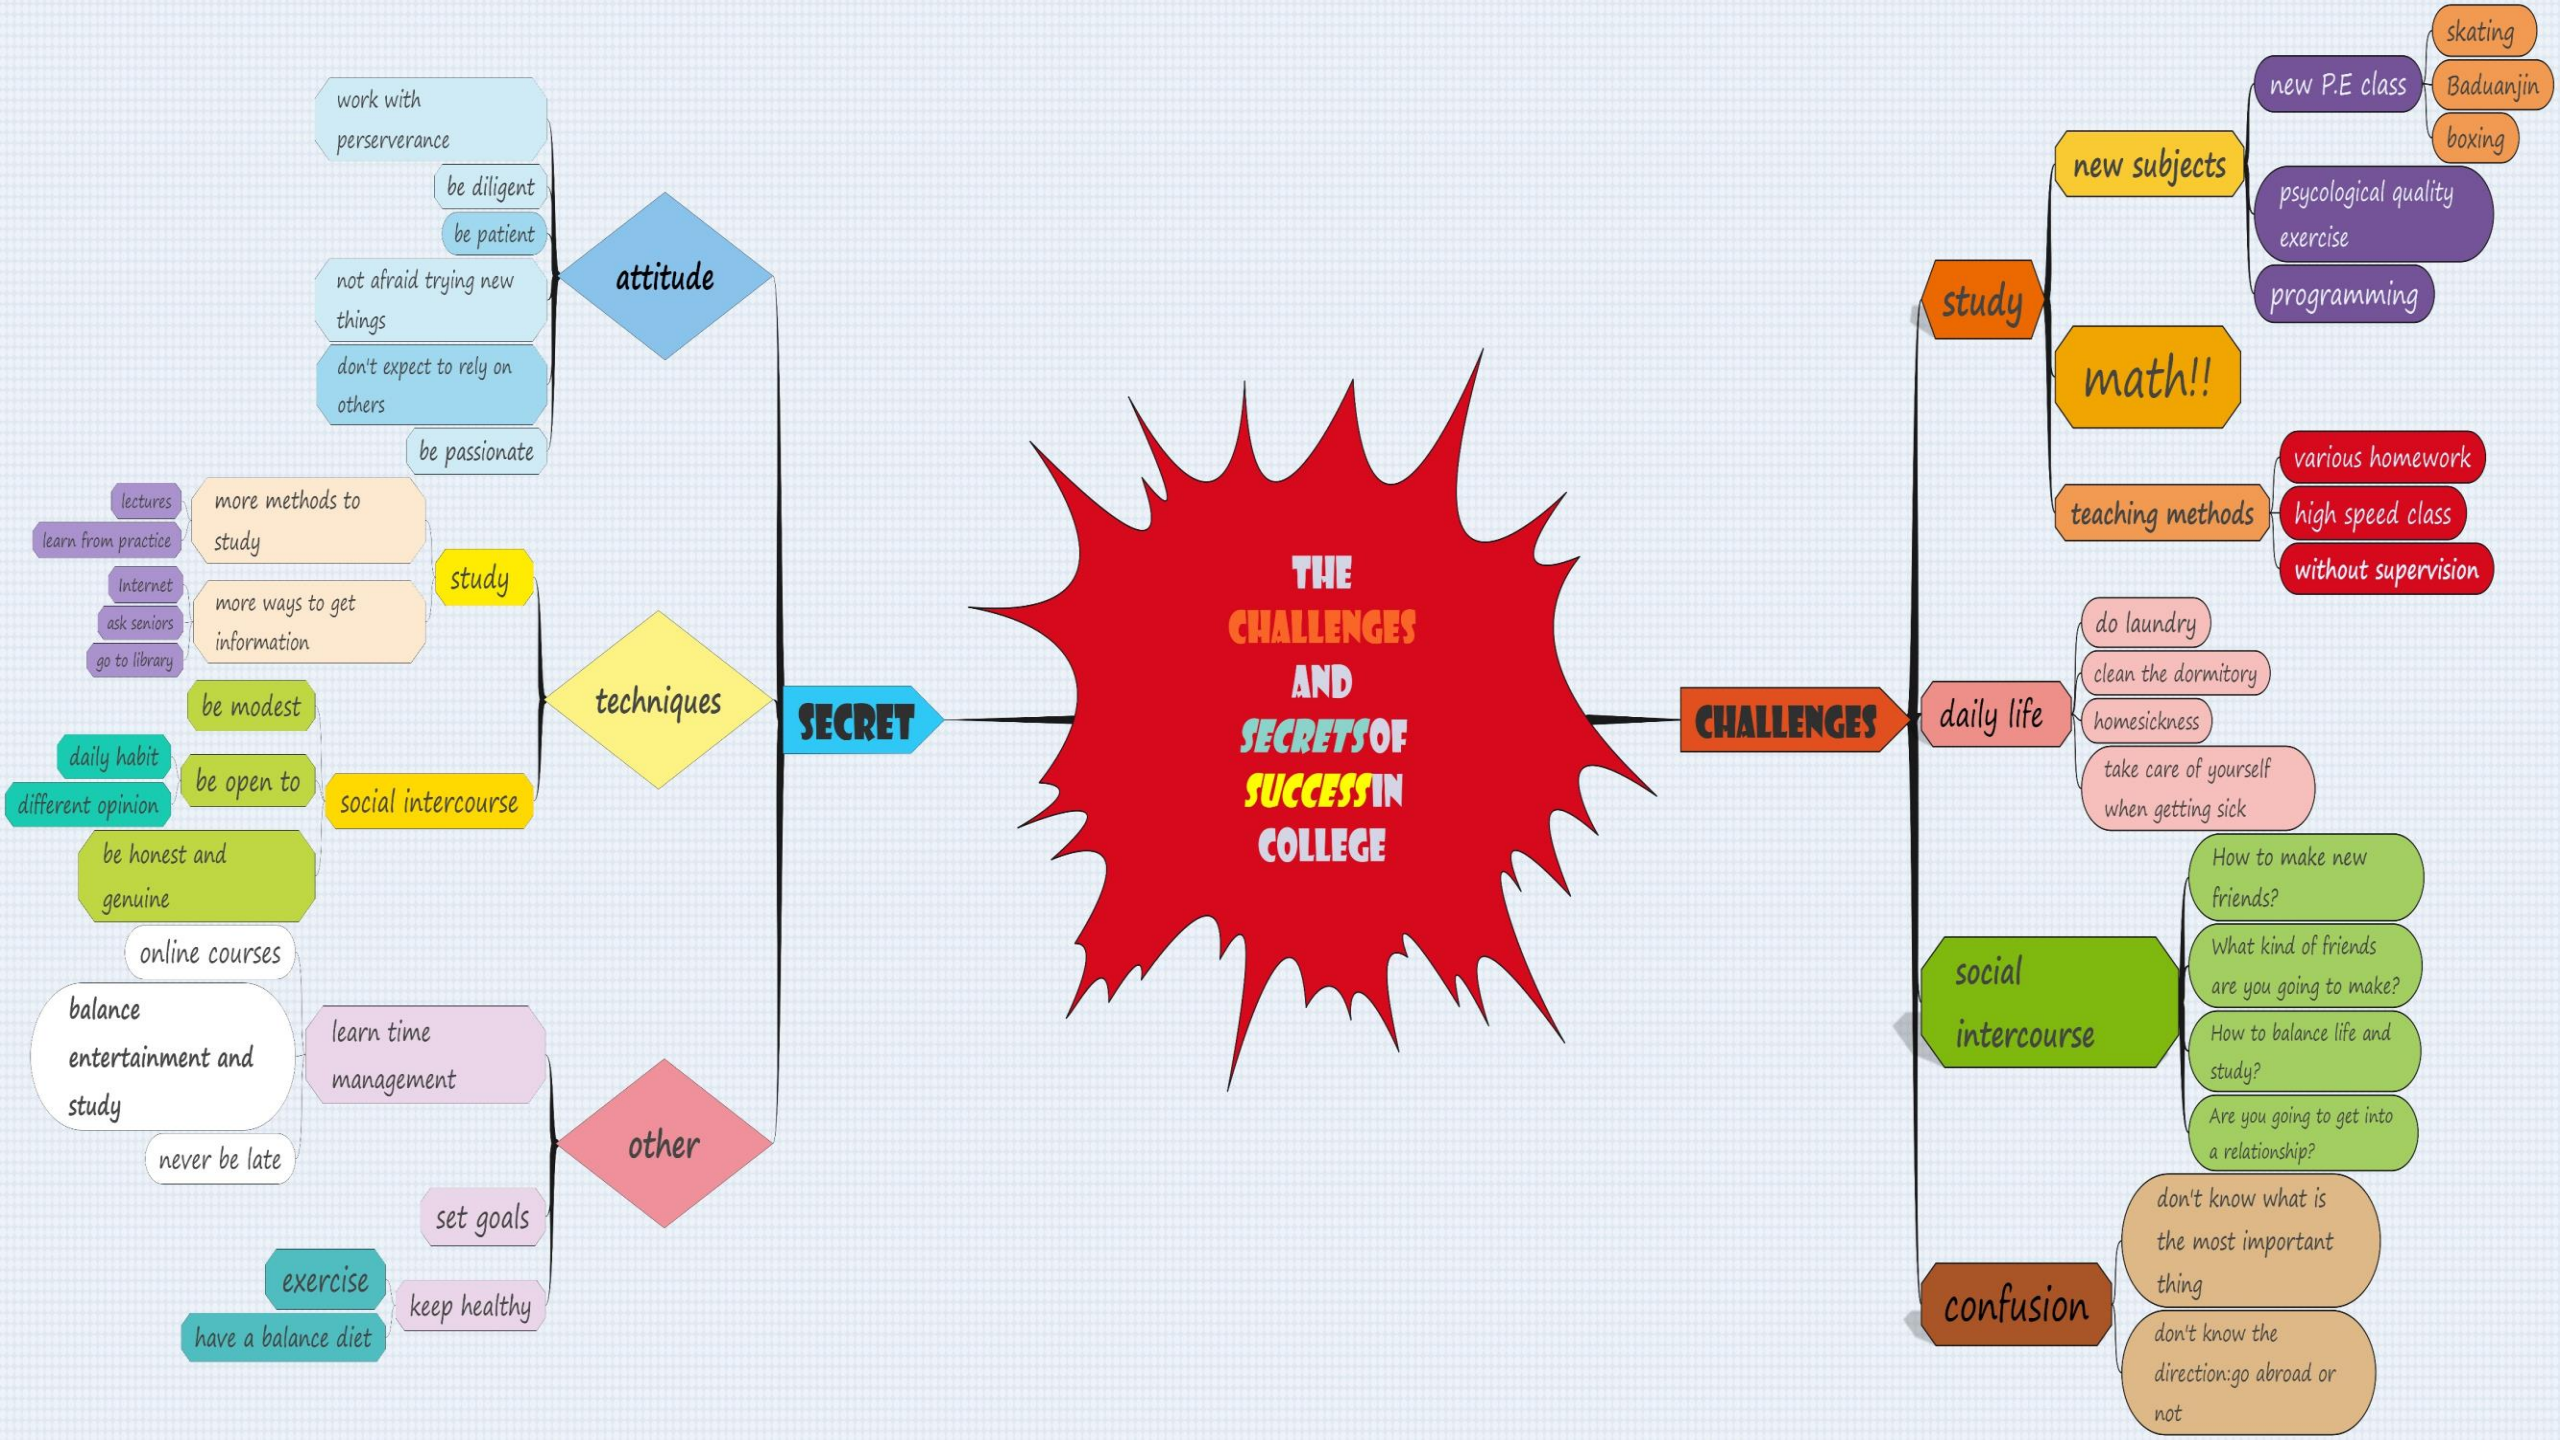 THE
CHALLENGES
AND
SECRETS OF
SUCCESS IN
COLLEGE
SECRET
attitude
work with
perserverance
be diligent
be patient
not afraid trying new
things
don't expect to rely on
others
be passionate
techniques
study
more methods to
study
lectures
learn from practice
more ways to get
information
Internet
ask seniors
go to library
social intercourse
be modest
be open to
daily habit
different opinion
be honest and
genuine
other
learn time
management
online courses
balance
entertainment and
study
never be late
set goals
keep healthy
exercise
have a balance diet
CHALLENGES
study
new subjects
new P.E class
skating
Baduanjin
boxing
psycological quality
exercise
programming
math!!
teaching methods
various homework
high speed class
without supervision
daily life
do laundry
clean the dormitory
homesickness
take care of yourself
when getting sick
social
intercourse
How to make new
friends?
What kind of friends
are you going to make?
How to balance life and
study?
Are you going to get into
a relationship?
confusion
don't know what is
the most important
thing
don't know the
direction:go abroad or
not